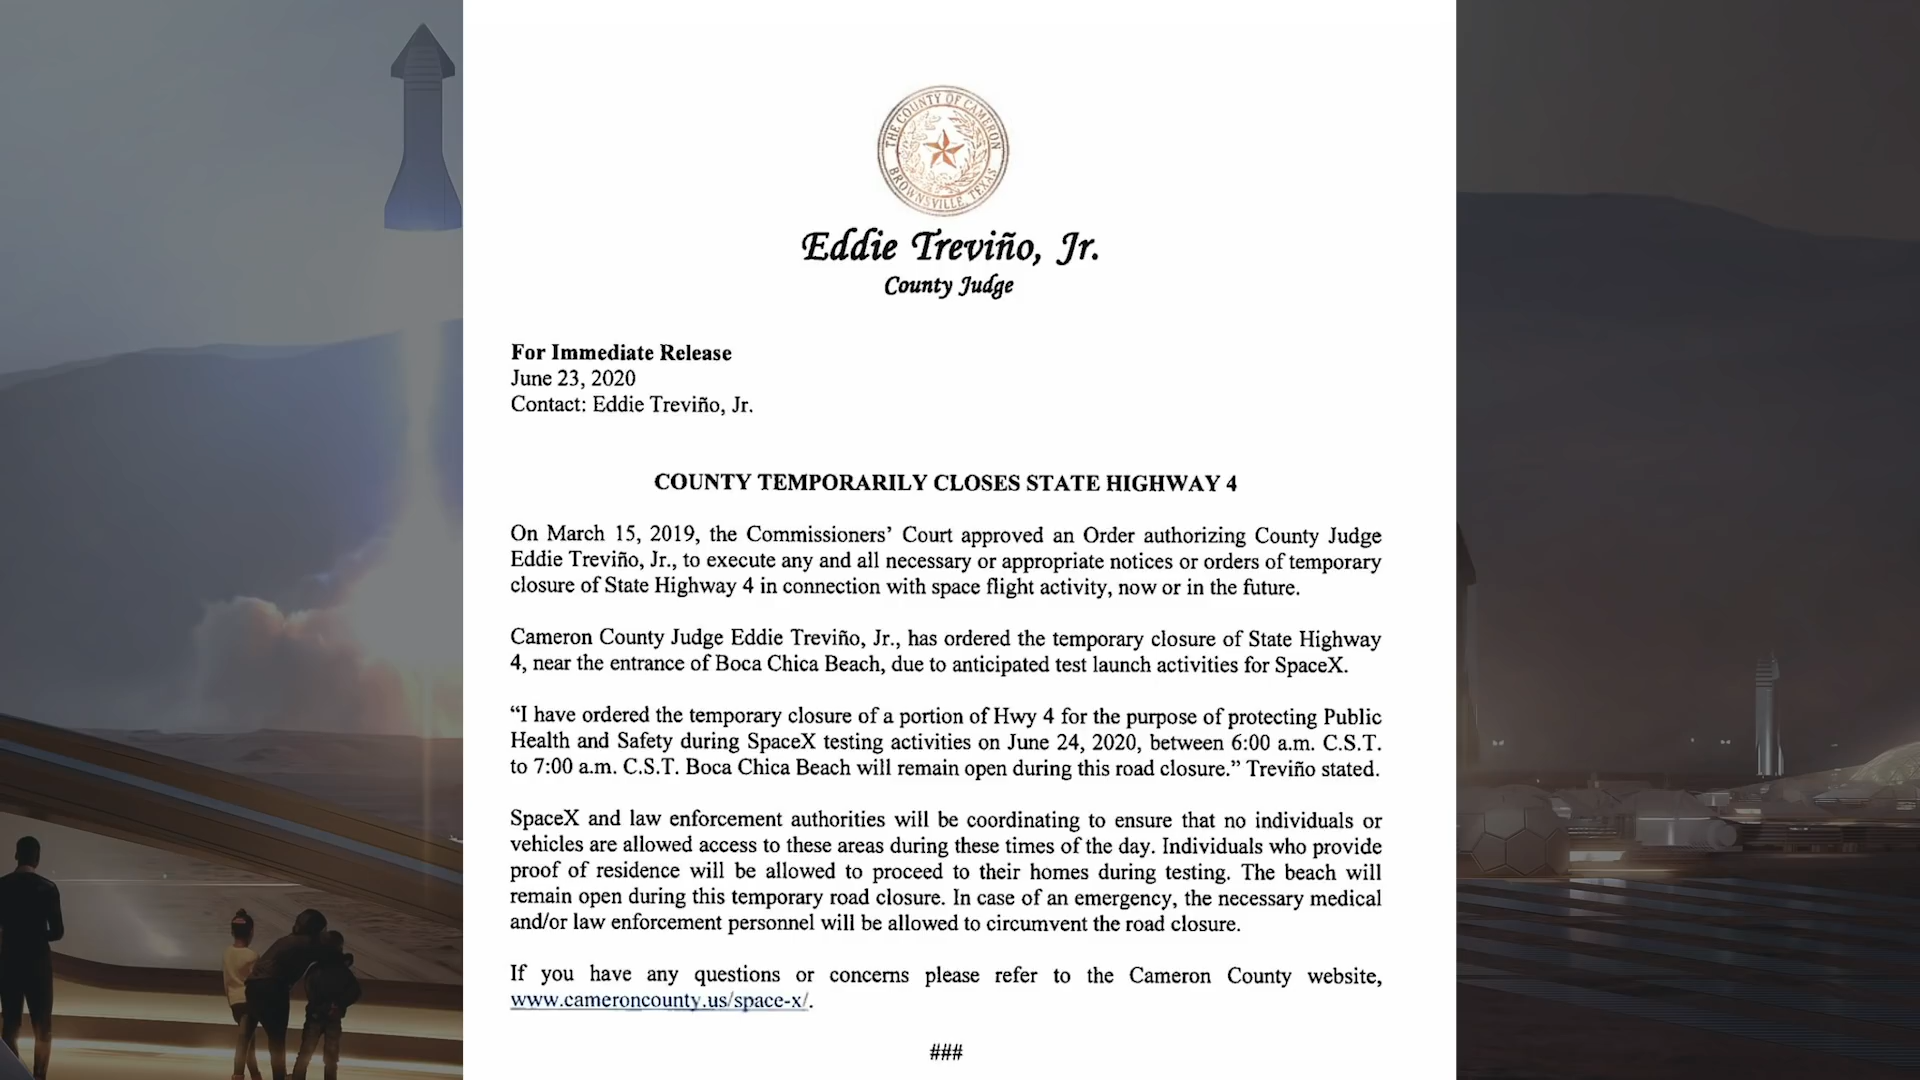 THE COUNTY OF CAMERON
BROWNSVILLE, TEXAS
Eddie Treviño, Jr.
County Judge
For Immediate Release
June 23, 2020
Contact: Eddie Treviño, Jr.
COUNTY TEMPORARILY CLOSES STATE HIGHWAY 4
On March 15, 2019, the Commissioners’ Court approved an Order authorizing County Judge
Eddie Treviño, Jr., to execute any and all necessary or appropriate notices or orders of temporary
closure of State Highway 4 in connection with space flight activity, now or in the future.
Cameron County Judge Eddie Treviño, Jr., has ordered the temporary closure of State Highway
4, near the entrance of Boca Chica Beach, due to anticipated test launch activities for SpaceX.
“I have ordered the temporary closure of a portion of Hwy 4 for the purpose of protecting Public
Health and Safety during SpaceX testing activities on June 24, 2020, between 6:00 a.m. C.S.T.
to 7:00 a.m. C.S.T. Boca Chica Beach will remain open during this road closure.” Treviño stated.
SpaceX and law enforcement authorities will be coordinating to ensure that no individuals or
vehicles are allowed access to these areas during these times of the day. Individuals who provide
proof of residence will be allowed to proceed to their homes during testing. The beach will
remain open during this temporary road closure. In case of an emergency, the necessary medical
and/or law enforcement personnel will be allowed to circumvent the road closure.
If you have any questions or concerns please refer to the Cameron County website,
www.cameroncounty.us/space-x/.
###